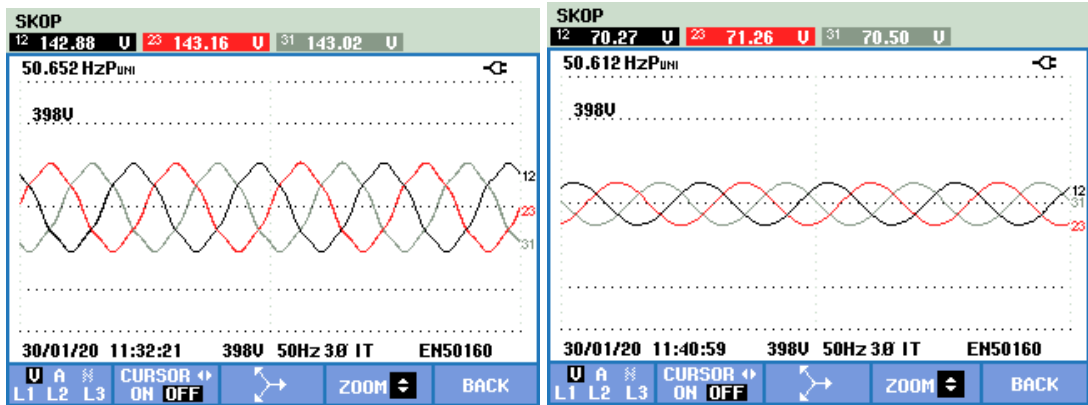 SKOP
12 142.88 V 23 143.16 V 31 143.02 V
50.652 HzPUNI
398V
12
23
31
30/01/20 11:32:21 398V 50Hz 3Ø IT EN50160
V A
L1 L2 L3
CURSOR
ON OFF
ZOOM
BACK
SKOP
12 70.27 V 23 71.26 V 31 70.50 V
50.612 HzPUNI
398V
12
31
23
30/01/20 11:40:59 398V 50Hz 3Ø IT EN50160
V A
L1 L2 L3
CURSOR
ON OFF
ZOOM
BACK